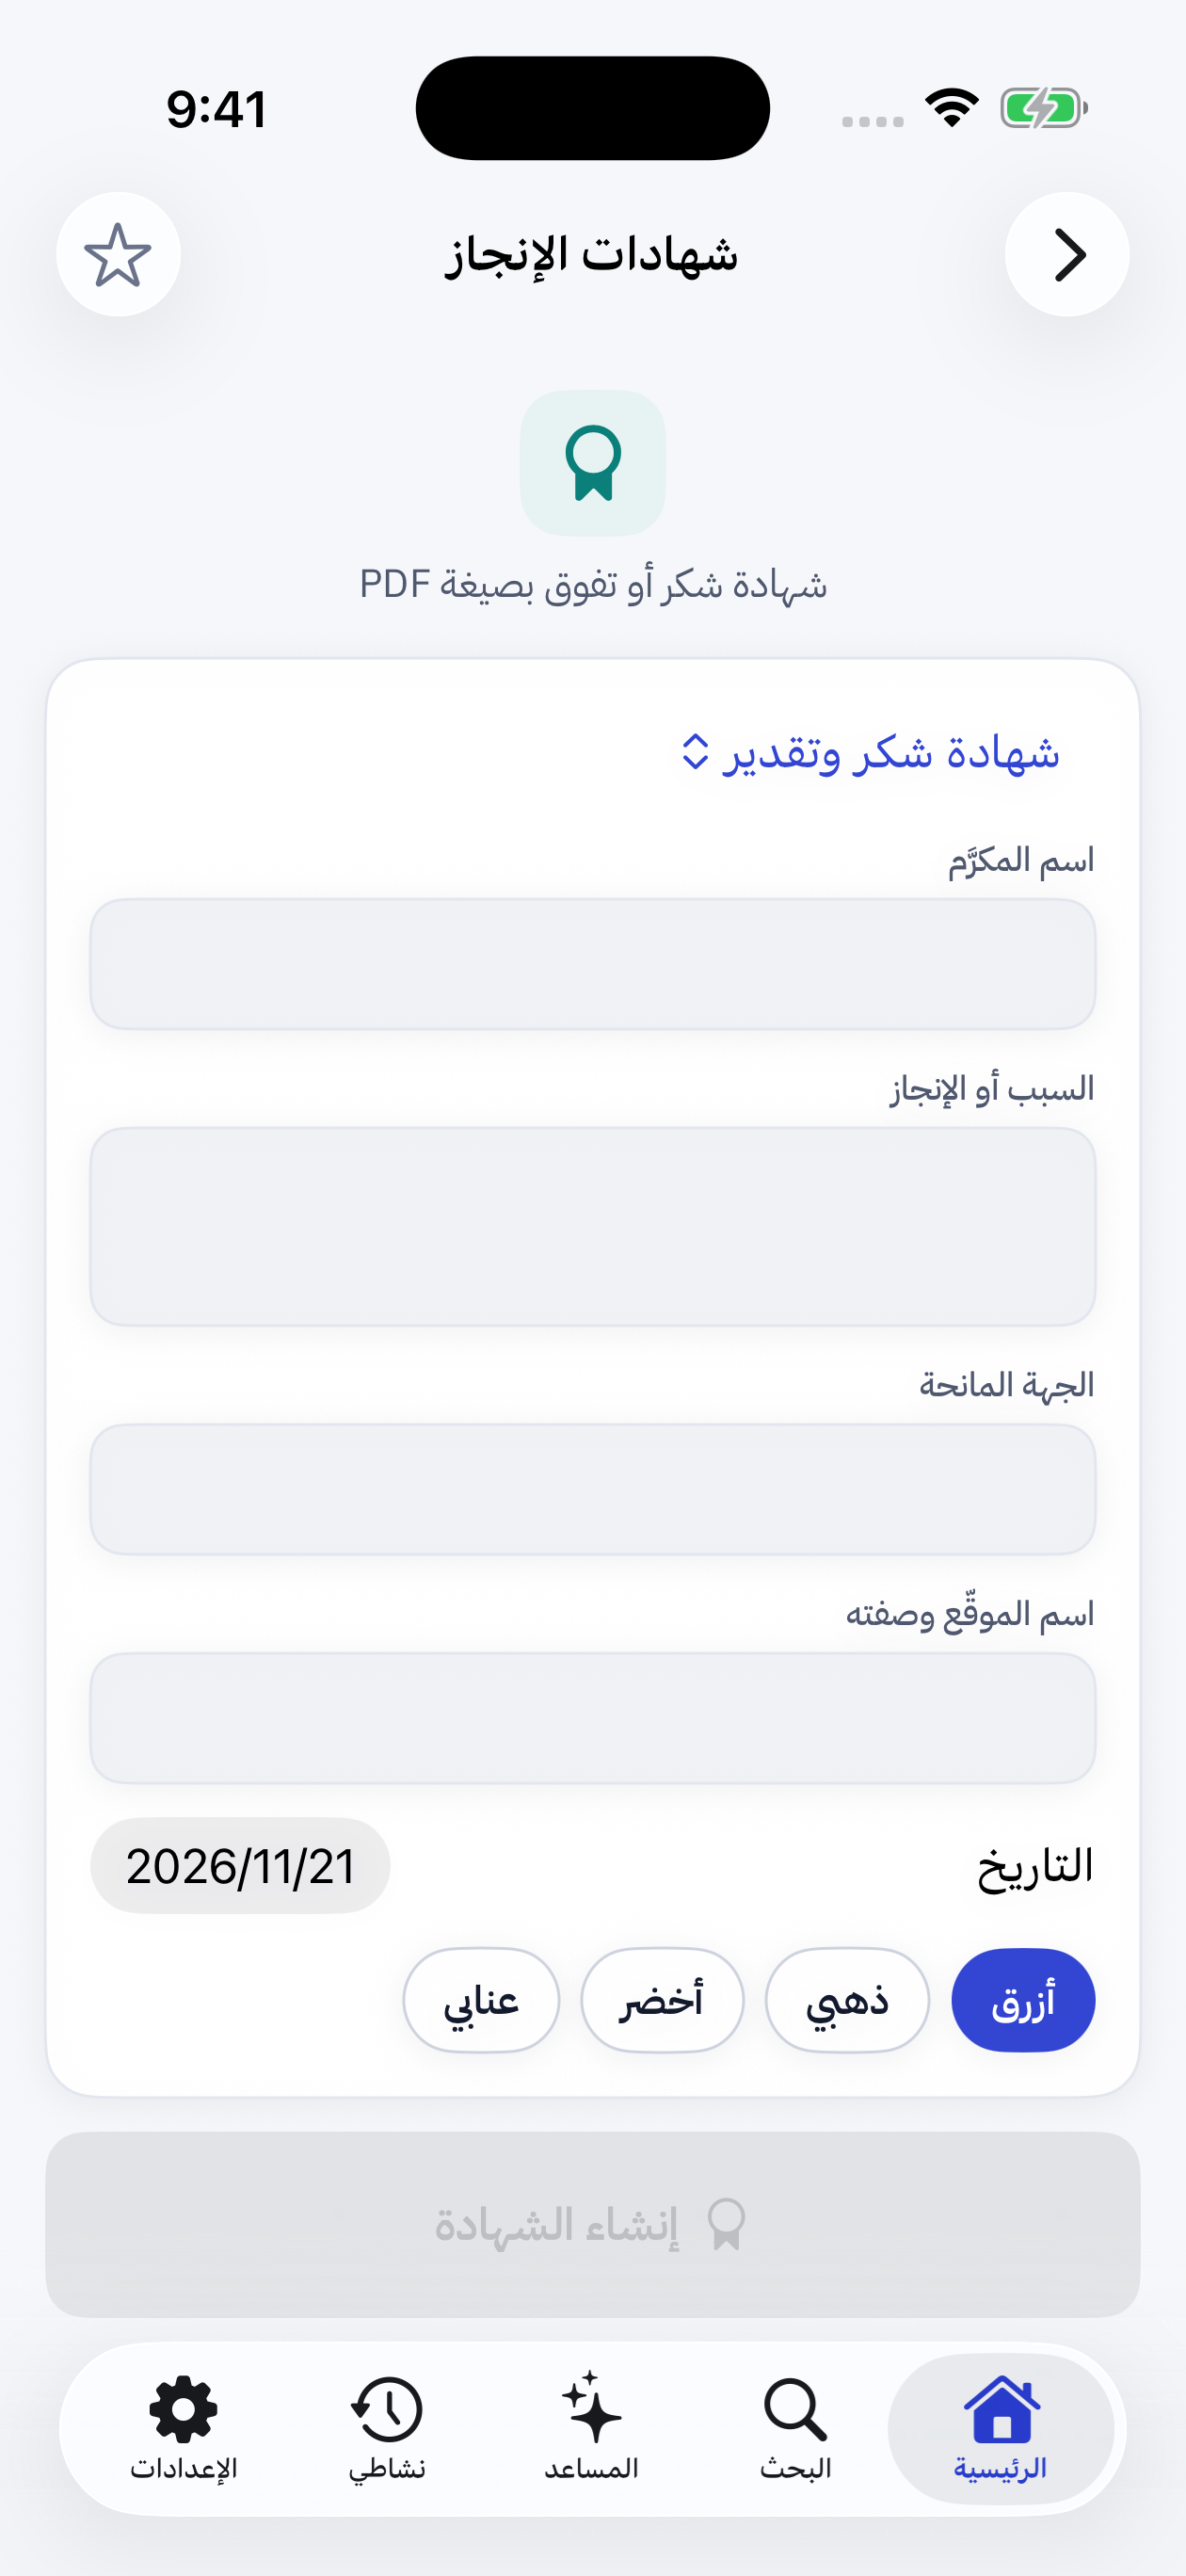 9:41
شهادات الإنجاز
شهادة شكر أو تفوق بصيغة PDF
شهادة شكر وتقدير
اسم المكرَّم
السبب أو الإنجاز
الجهة المانحة
اسم الموقّع وصفته
التاريخ 2026/11/21
أزرق ذهبي أخضر عنابي
إنشاء الشهادة
الرئيسية البحث المساعد نشاطي الإعدادات